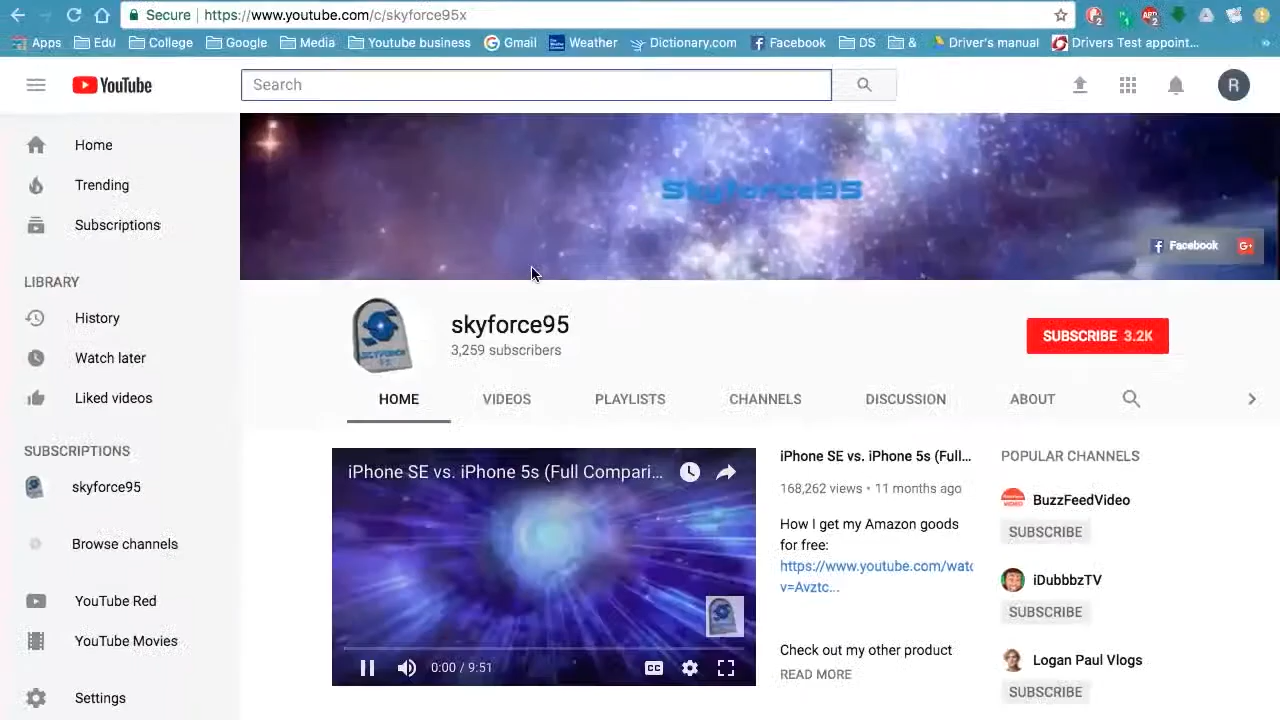 Secure | https://www.youtube.com/c/skyforce95x
Apps Edu College Google Media Youtube business Gmail Weather Dictionary.com Facebook DS & Driver's manual Drivers Test appoint... »
YouTube
Search
R
Home
Trending
Subscriptions
LIBRARY
History
Watch later
Liked videos
SUBSCRIPTIONS
skyforce95
Browse channels
YouTube Red
YouTube Movies
Settings
Skyforce95
Facebook G+
skyforce95
3,259 subscribers
SUBSCRIBE 3.2K
HOME VIDEOS PLAYLISTS CHANNELS DISCUSSION ABOUT
iPhone SE vs. iPhone 5s (Full Compari...
CC
0:00 / 9:51
iPhone SE vs. iPhone 5s (Full...
168,262 views • 11 months ago
How I get my Amazon goods
for free:
https://www.youtube.com/watc
v=Avztc...
Check out my other product
READ MORE
POPULAR CHANNELS
BuzzFeedVideo
SUBSCRIBE
iDubbbzTV
SUBSCRIBE
Logan Paul Vlogs
SUBSCRIBE